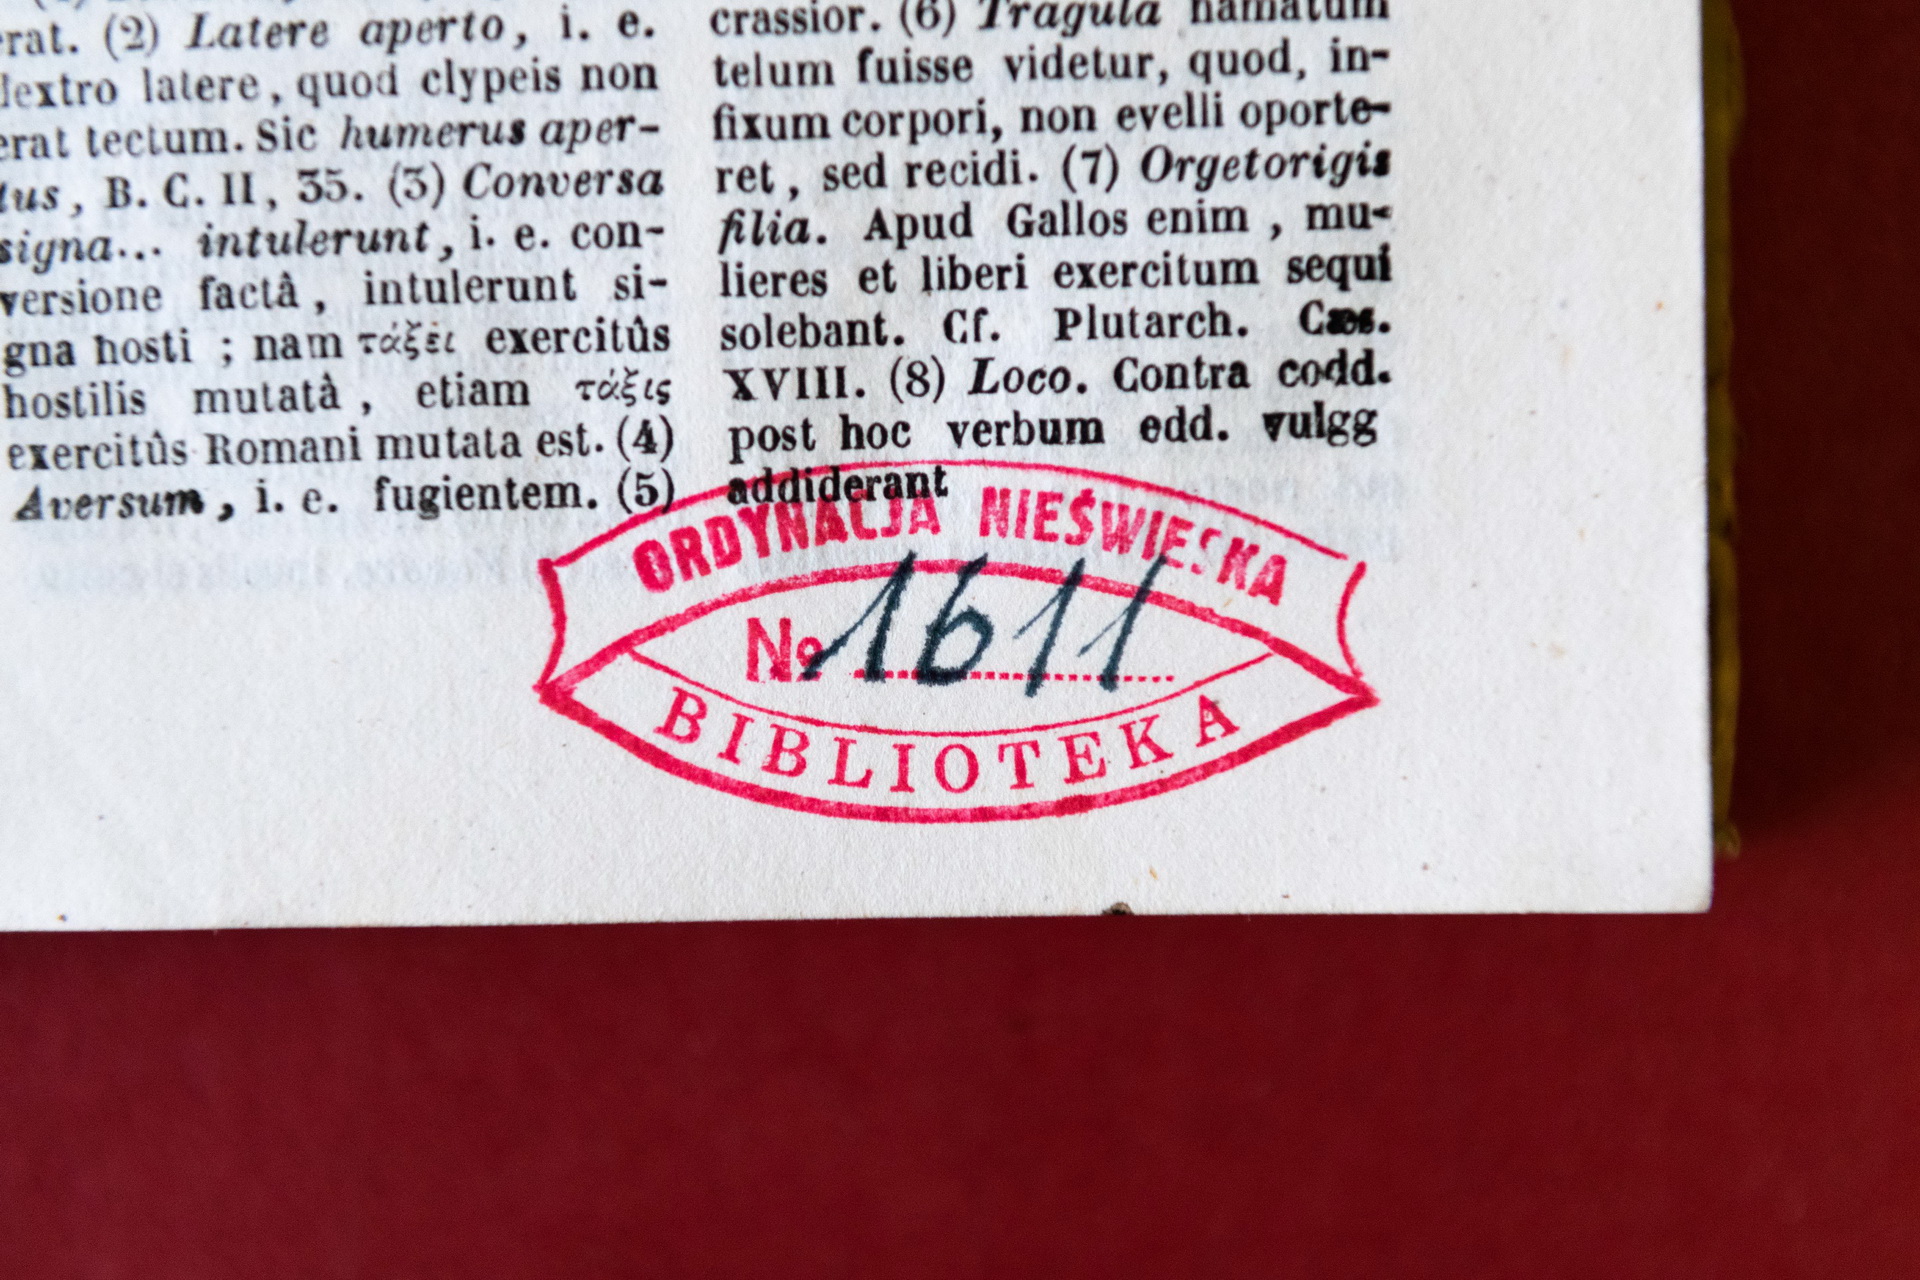 erat. (2) Latere aperto, i. e.
dextro latere, quod clypeis non
erat tectum. Sic humerus aper-
tus, B. C. II, 35. (3) Conversa
signa... intulerunt, i. e. con-
versione factâ, intulerunt si-
gna hosti ; nam τάξει exercitûs
hostilis mutatâ, etiam τάξις
exercitûs Romani mutata est. (4)
Aversum, i. e. fugientem. (5)
crassior. (6) Tragula hamatum
telum fuisse videtur, quod, in-
fixum corpori, non evelli oporte-
ret, sed recidi. (7) Orgetorigis
filia. Apud Gallos enim, mu-
lieres et liberi exercitum sequi
solebant. Cf. Plutarch. Cæs.
XVIII. (8) Loco. Contra codd.
post hoc verbum edd. vulgg
addiderant
ORDYNACJA NIEŚWIESKA
№ 1611
BIBLIOTEKA